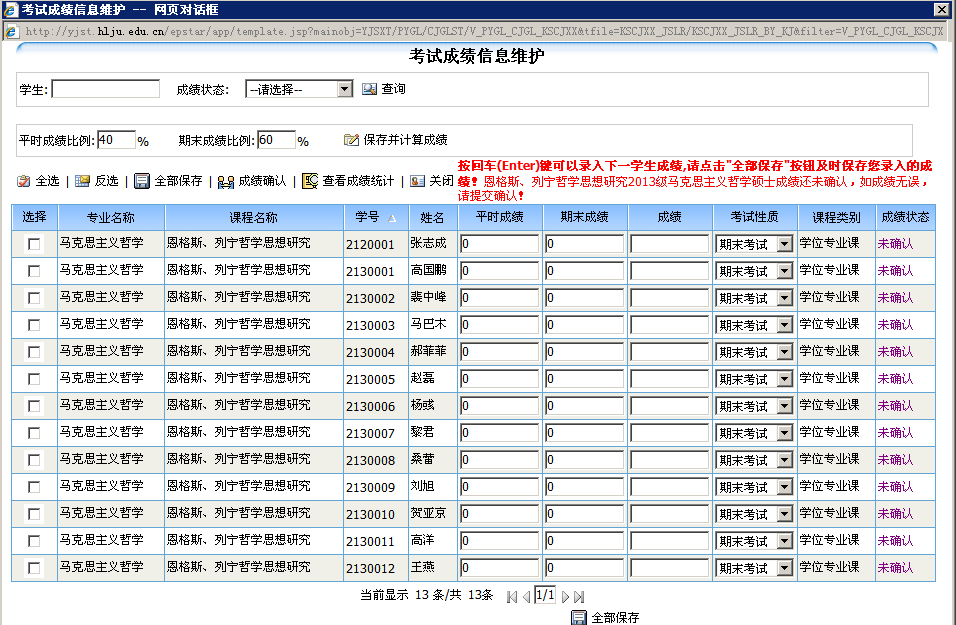 考试成绩信息维护 -- 网页对话框
http://yjst.hlju.edu.cn/epstar/app/template.jsp?mainobj=YJSXT/PYGL/CJGLST/V_PYGL_CJGL_KSCJXX&tfile=KSCJXX_JSLR/KSCJXX_JSLR_BY_KJ&filter=V_PYGL_CJGL_KSCJX
考试成绩信息维护
学生: 成绩状态: --请选择-- 查询
平时成绩比例: 40 % 期末成绩比例: 60 % 保存并计算成绩
按回车(Enter)键可以录入下一学生成绩,请点击"全部保存"按钮及时保存您录入的成
绩! 恩格斯、列宁哲学思想研究2013级马克思主义哲学硕士成绩还未确认，如成绩无误，
请提交确认!
全选 | 反选 | 全部保存 | 成绩确认 | 查看成绩统计 | 关闭
选择 专业名称 课程名称 学号 姓名 平时成绩 期末成绩 成绩 考试性质 课程类别 成绩状态
马克思主义哲学 恩格斯、列宁哲学思想研究 2120001 张志成 0 0 期末考试 学位专业课 未确认
马克思主义哲学 恩格斯、列宁哲学思想研究 2130001 高国鹏 0 0 期末考试 学位专业课 未确认
马克思主义哲学 恩格斯、列宁哲学思想研究 2130002 裴中峰 0 0 期末考试 学位专业课 未确认
马克思主义哲学 恩格斯、列宁哲学思想研究 2130003 马巴木 0 0 期末考试 学位专业课 未确认
马克思主义哲学 恩格斯、列宁哲学思想研究 2130004 郝菲菲 0 0 期末考试 学位专业课 未确认
马克思主义哲学 恩格斯、列宁哲学思想研究 2130005 赵磊 0 0 期末考试 学位专业课 未确认
马克思主义哲学 恩格斯、列宁哲学思想研究 2130006 杨彧 0 0 期末考试 学位专业课 未确认
马克思主义哲学 恩格斯、列宁哲学思想研究 2130007 黎君 0 0 期末考试 学位专业课 未确认
马克思主义哲学 恩格斯、列宁哲学思想研究 2130008 桑蕾 0 0 期末考试 学位专业课 未确认
马克思主义哲学 恩格斯、列宁哲学思想研究 2130009 刘旭 0 0 期末考试 学位专业课 未确认
马克思主义哲学 恩格斯、列宁哲学思想研究 2130010 贺亚京 0 0 期末考试 学位专业课 未确认
马克思主义哲学 恩格斯、列宁哲学思想研究 2130011 高洋 0 0 期末考试 学位专业课 未确认
马克思主义哲学 恩格斯、列宁哲学思想研究 2130012 王燕 0 0 期末考试 学位专业课 未确认
当前显示 13 条/共 13条 1/1
全部保存